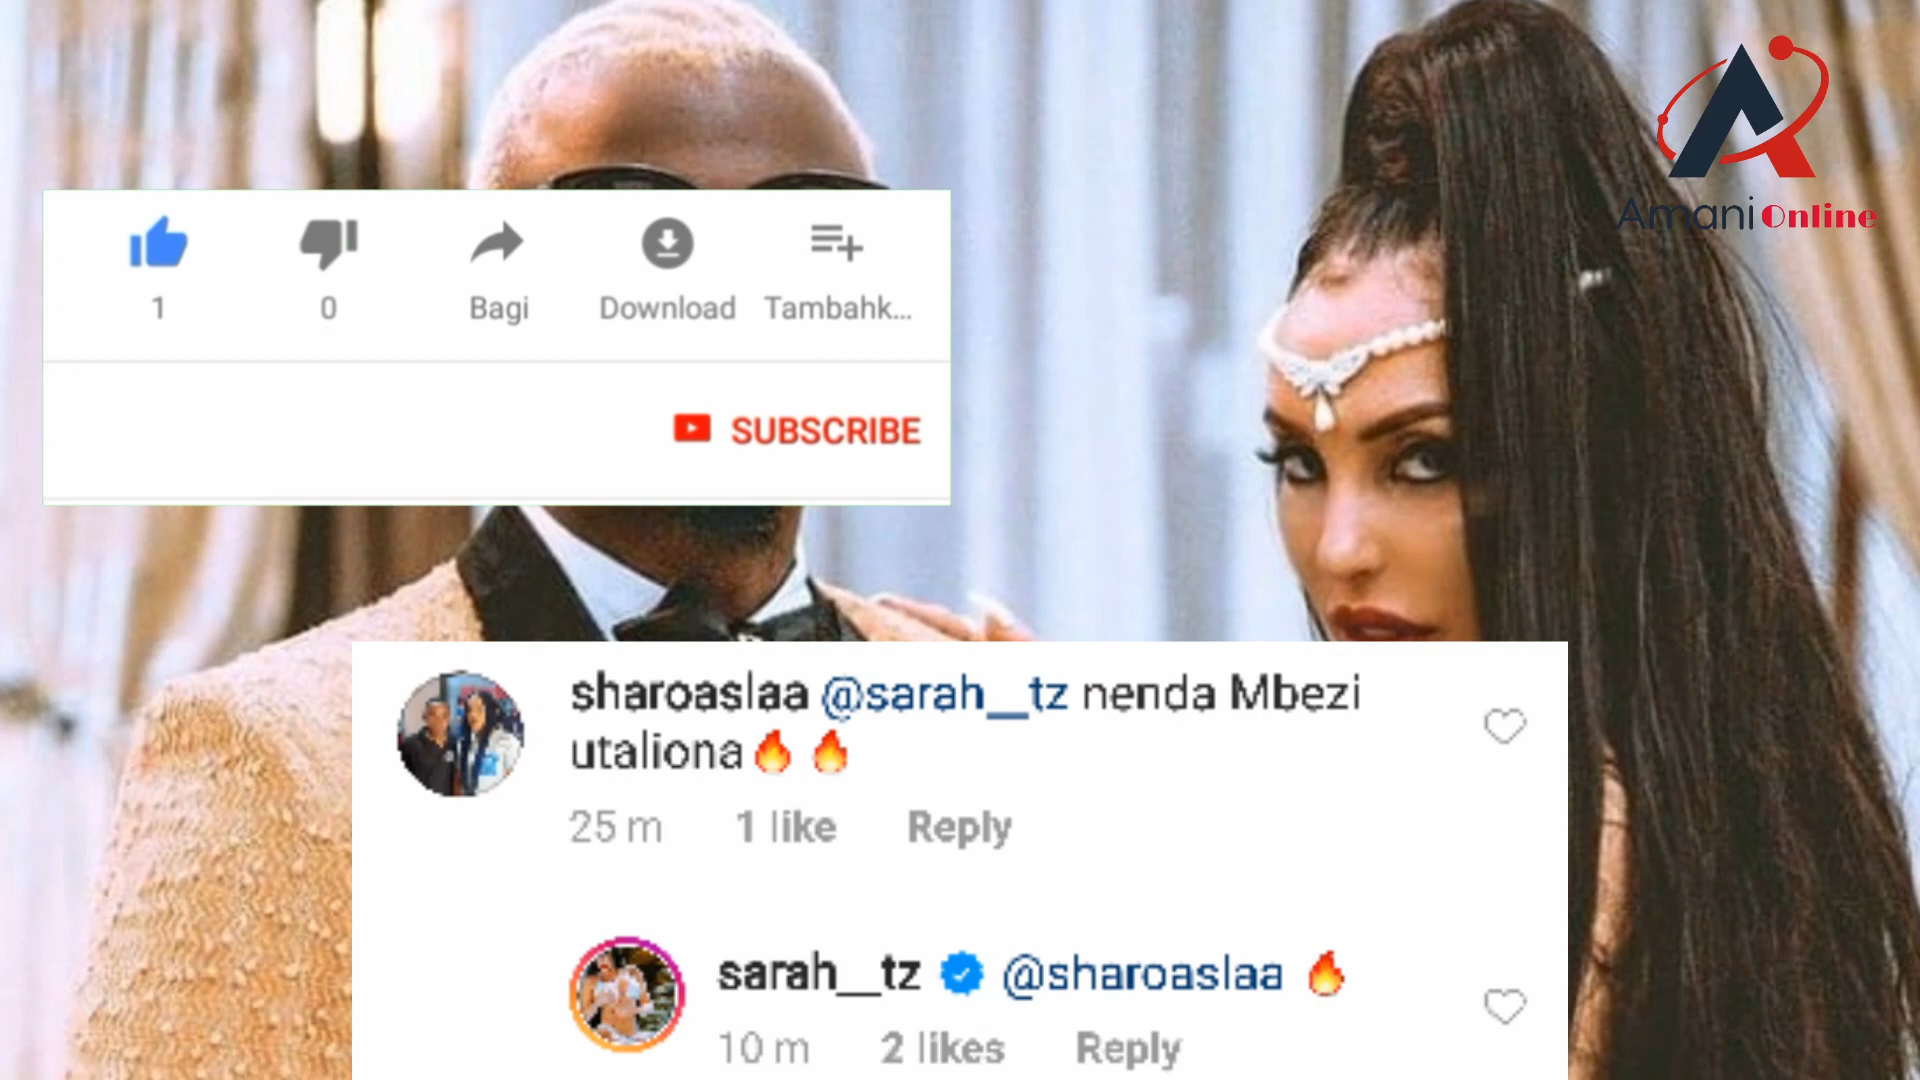 Amani Online
1
0
Bagi
Download
Tambahk...
SUBSCRIBE
sharoaslaa @sarah__tz nenda Mbezi
utaliona🔥 🔥
25 m 1 like Reply
sarah__tz @sharoaslaa 🔥
10 m 2 likes Reply